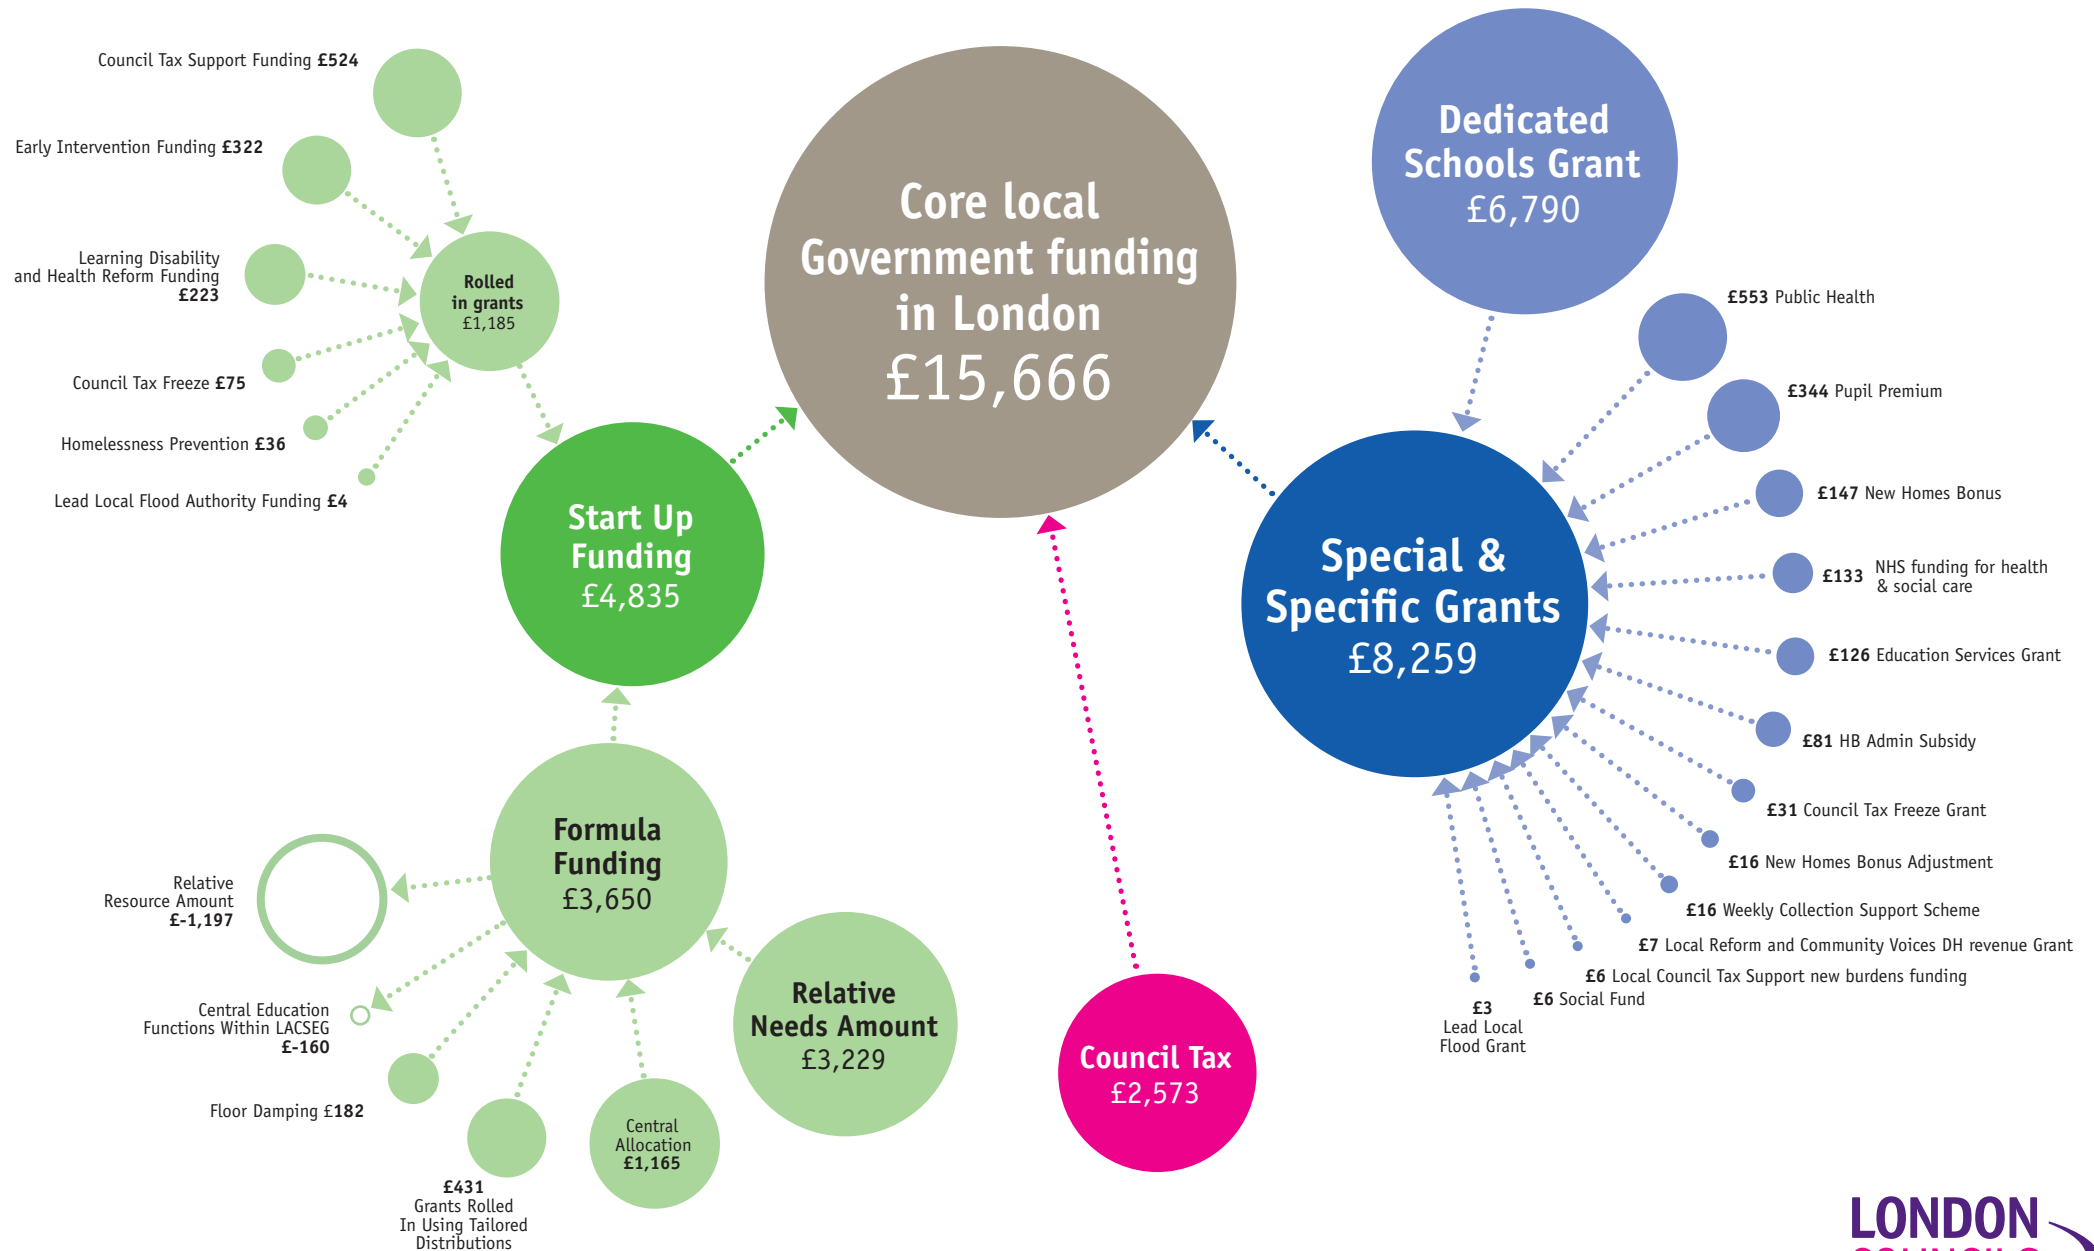 Council Tax Support Funding £524
Early Intervention Funding £322
Learning Disability
and Health Reform Funding
£223
Council Tax Freeze £75
Homelessness Prevention £36
Lead Local Flood Authority Funding £4
Rolled
in grants
£1,185
Start Up
Funding
£4,835
Core local
Government funding
in London
£15,666
Dedicated
Schools Grant
£6,790
Special &
Specific Grants
£8,259
£553 Public Health
£344 Pupil Premium
£147 New Homes Bonus
£133 NHS funding for health
& social care
£126 Education Services Grant
£81 HB Admin Subsidy
£31 Council Tax Freeze Grant
£16 New Homes Bonus Adjustment
£16 Weekly Collection Support Scheme
£7 Local Reform and Community Voices DH revenue Grant
£6 Local Council Tax Support new burdens funding
£6 Social Fund
£3
Lead Local
Flood Grant
Formula
Funding
£3,650
Relative
Resource Amount
£-1,197
Central Education
Functions Within LACSEG
£-160
Floor Damping £182
£431
Grants Rolled
In Using Tailored
Distributions
Central
Allocation
£1,165
Relative
Needs Amount
£3,229
Council Tax
£2,573
LONDON
COUNCILS